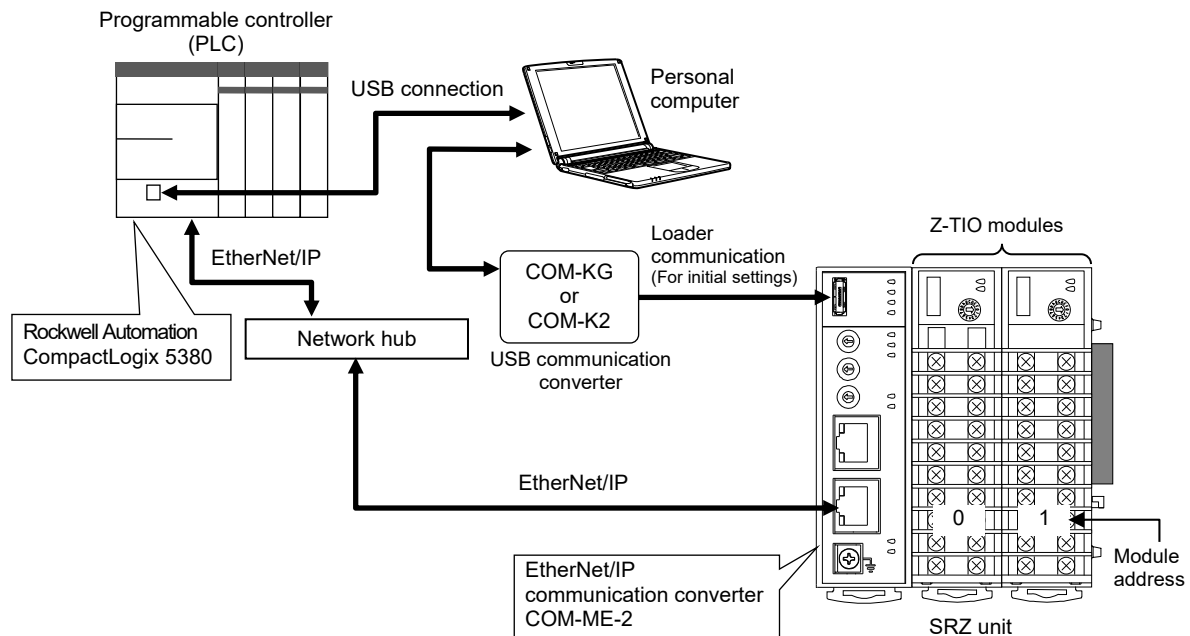 Programmable controller
(PLC)
USB connection
Personal
computer
EtherNet/IP
Rockwell Automation
CompactLogix 5380
Network hub
COM-KG
or
COM-K2
USB communication
converter
Loader
communication
(For initial settings)
Z-TIO modules
EtherNet/IP
0
1
Module
address
EtherNet/IP
communication converter
COM-ME-2
SRZ unit